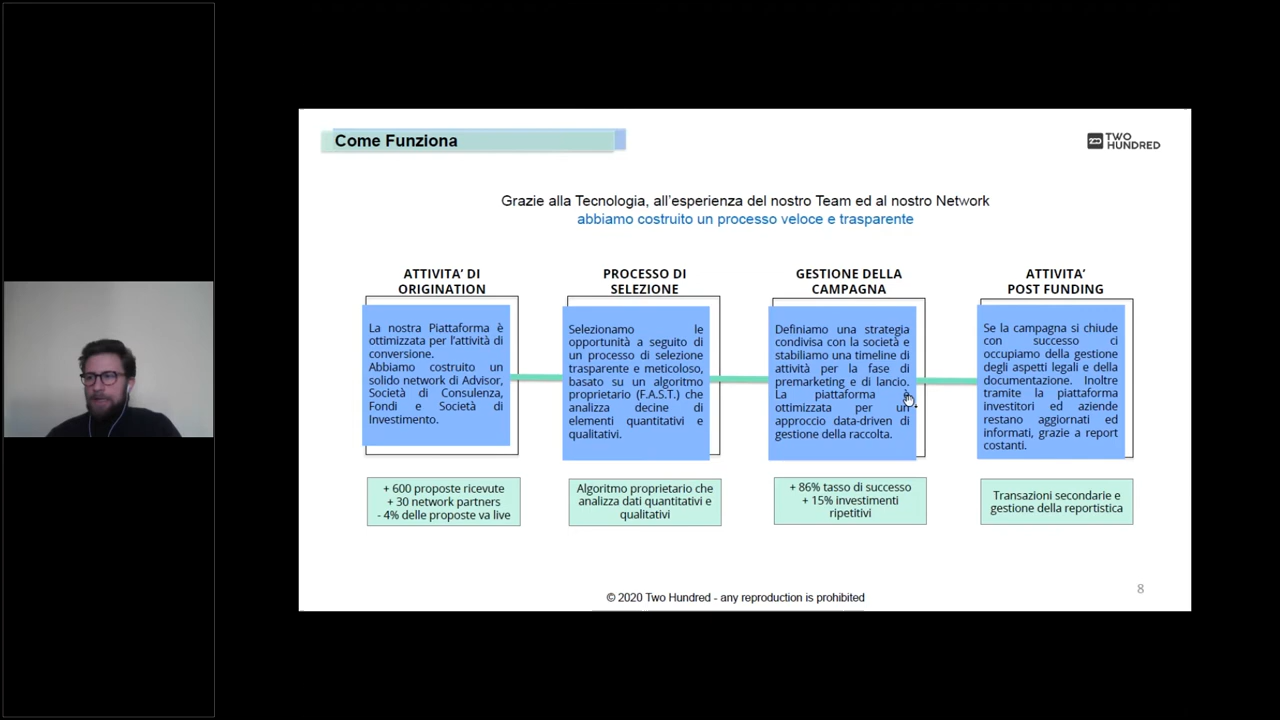 Come Funziona
TWO
HUNDRED
Grazie alla Tecnologia, all'esperienza del nostro Team ed al nostro Network
abbiamo costruito un processo veloce e trasparente
ATTIVITA' DI
ORIGINATION
La nostra Piattaforma è
ottimizzata per l'attività di
conversione.
Abbiamo costruito un
solido network di Advisor,
Società di Consulenza,
Fondi e Società di
Investimento.
+ 600 proposte ricevute
+ 30 network partners
- 4% delle proposte va live
PROCESSO DI
SELEZIONE
Selezionamo le
opportunità a seguito di
un processo di selezione
trasparente e meticoloso,
basato su un algoritmo
proprietario (F.A.S.T.) che
analizza decine di
elementi quantitativi e
qualitativi.
Algoritmo proprietario che
analizza dati quantitativi e
qualitativi
GESTIONE DELLA
CAMPAGNA
Definiamo una strategia
condivisa con la società e
stabiliamo una timeline di
attività per la fase di
premarketing e di lancio.
La piattaforma è
ottimizzata per un
approccio data-driven di
gestione della raccolta.
+ 86% tasso di successo
+ 15% investimenti
ripetitivi
ATTIVITA'
POST FUNDING
Se la campagna si chiude
con successo ci
occupiamo della gestione
degli aspetti legali e della
documentazione. Inoltre
tramite la piattaforma
investitori ed aziende
restano aggiornati ed
informati, grazie a report
costanti.
Transazioni secondarie e
gestione della reportistica
© 2020 Two Hundred - any reproduction is prohibited
8